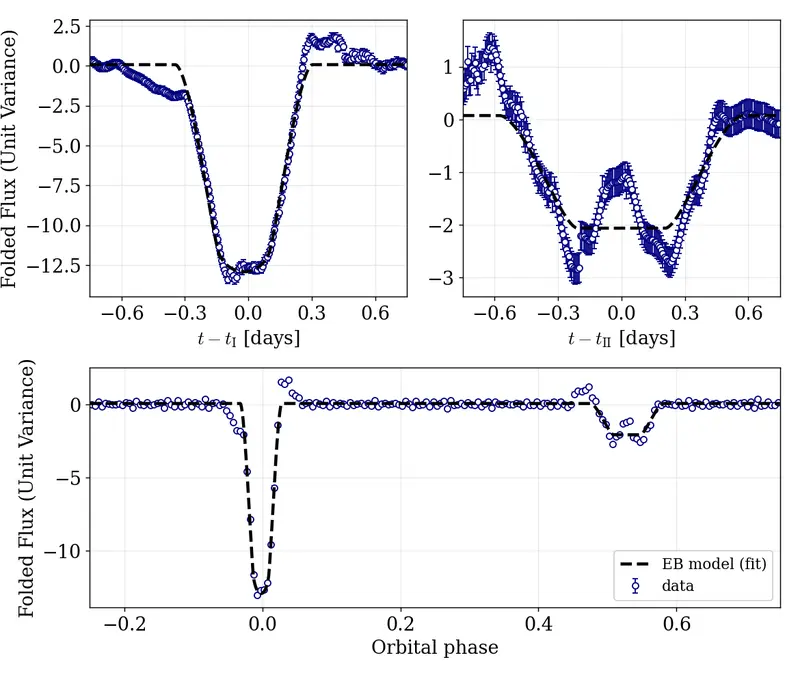 2.5
0.0
−2.5
−5.0
−7.5
−10.0
−12.5
−0.6 −0.3 0.0 0.3 0.6
t − tI [days]
Folded Flux (Unit Variance)
1
0
−1
−2
−3
−0.6 −0.3 0.0 0.3 0.6
t − tII [days]
0
−5
−10
−0.2 0.0 0.2 0.4 0.6
Orbital phase
Folded Flux (Unit Variance)
EB model (fit)
data